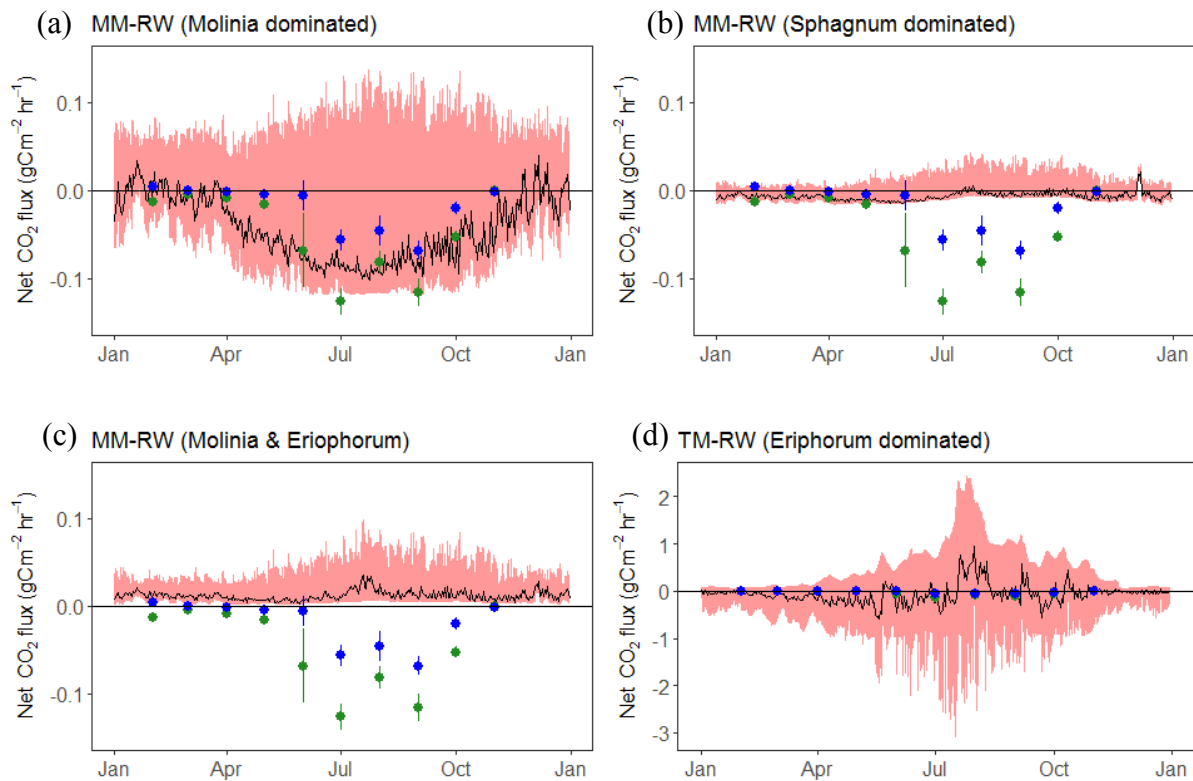 (a) MM-RW (Molinia dominated)
Net CO₂ flux (gCm⁻² hr⁻¹)
0.1
0.0
-0.1
Jan Apr Jul Oct Jan
(b) MM-RW (Sphagnum dominated)
Net CO₂ flux (gCm⁻² hr⁻¹)
0.1
0.0
-0.1
Jan Apr Jul Oct Jan
(c) MM-RW (Molinia & Eriophorum)
Net CO₂ flux (gCm⁻² hr⁻¹)
0.1
0.0
-0.1
Jan Apr Jul Oct Jan
(d) TM-RW (Eriphorum dominated)
Net CO₂ flux (gCm⁻² hr⁻¹)
2
1
0
-1
-2
-3
Jan Apr Jul Oct Jan